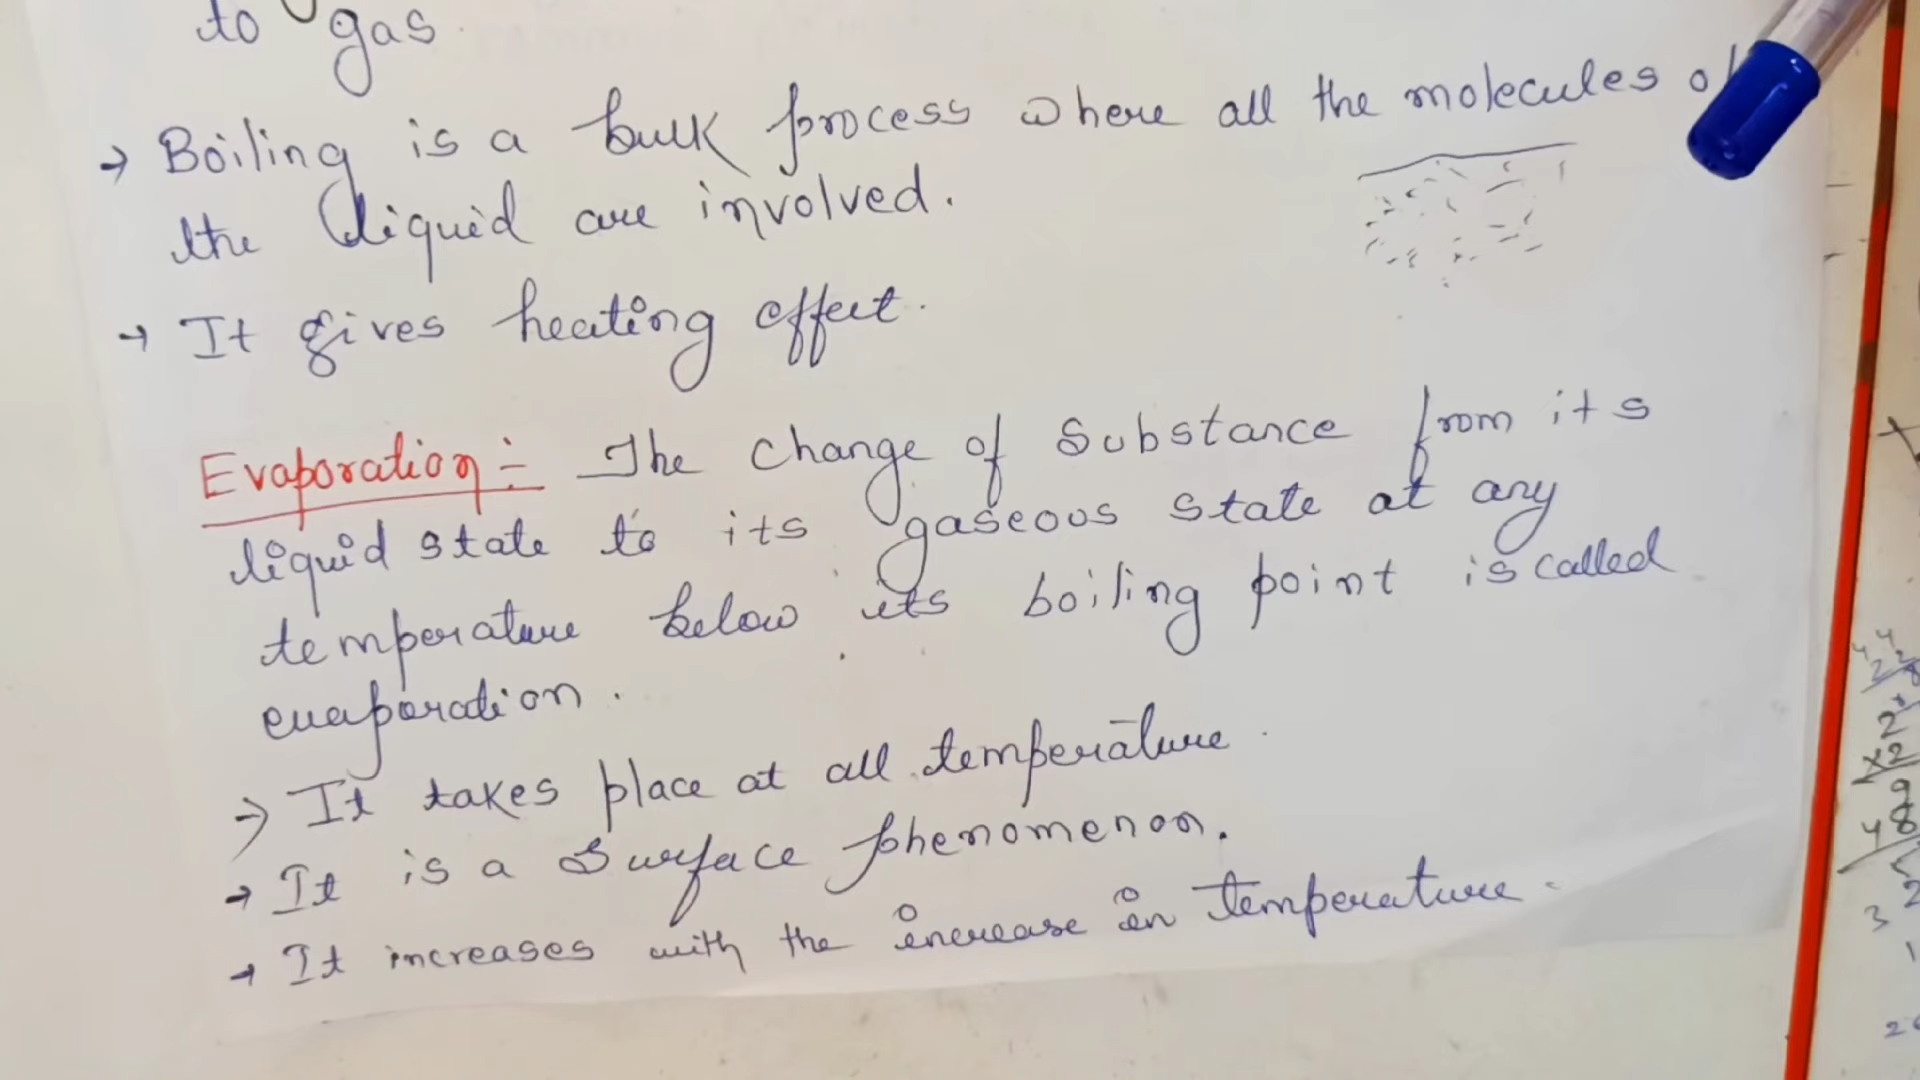 to gas.
→ Boiling is a bulk process where all the molecules
the liquid are involved.
→ It gives heating effect.
Evaporation :- The change of substance from its
liquid state to its gaseous state at any
temperature below its boiling point is called
evaporation.
→ It takes place at all temperature.
→ It is a surface phenomenon.
→ It increases with the increase in temperature.